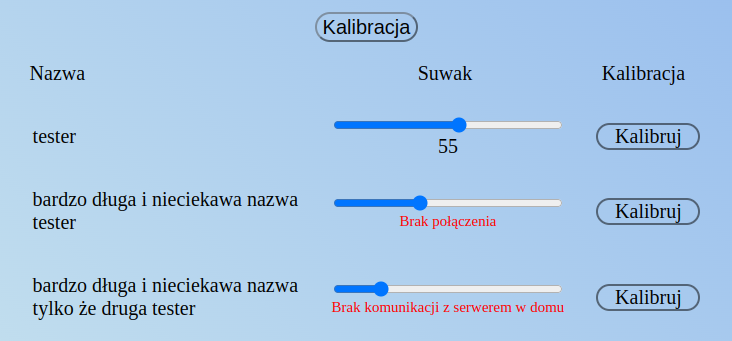 Kalibracja
Nazwa Suwak Kalibracja
tester
55
Kalibruj
bardzo długa i nieciekawa nazwa
tester
Brak połączenia
Kalibruj
bardzo długa i nieciekawa nazwa
tylko że druga tester
Brak komunikacji z serwerem w domu
Kalibruj